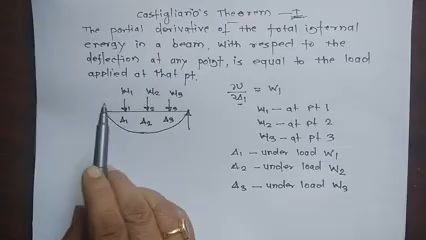 Castigliano's Theorem - I
The partial derivative of the total internal
energy in a beam, with respect to the
deflection at any point, is equal to the load
applied at that pt.
W1 W2 W3
1 2 3
Δ1 Δ2 Δ3
∂U/∂Δ1 = W1
W1 - at pt 1
W2 - at pt 2
W3 - at pt 3
Δ1 - under load W1
Δ2 - under load W2
Δ3 - under load W3